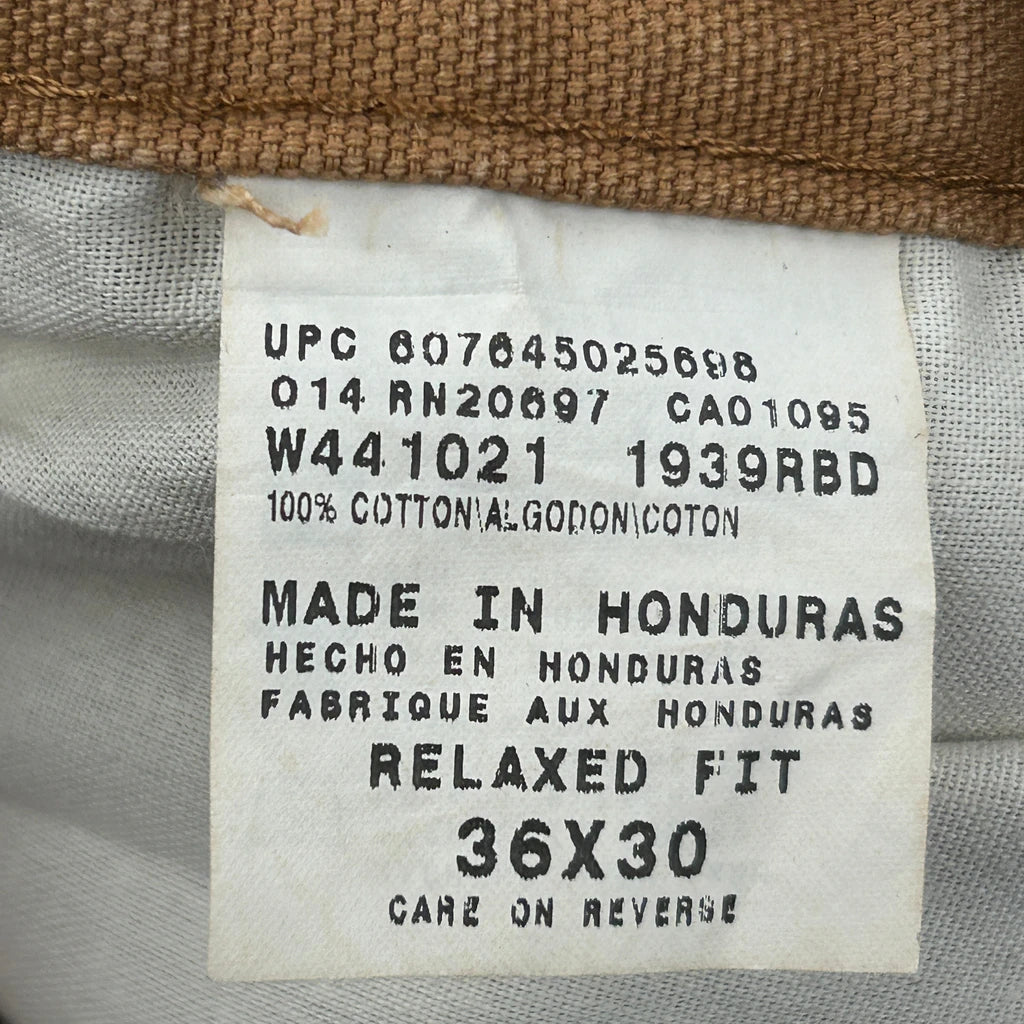 UPC 607645025698
014 RN20697 CA01095
W441021 1939RBD
100% COTTON\ALGODON\COTON
MADE IN HONDURAS
HECHO EN HONDURAS
FABRIQUE AUX HONDURAS
RELAXED FIT
36X30
CARE ON REVERSE